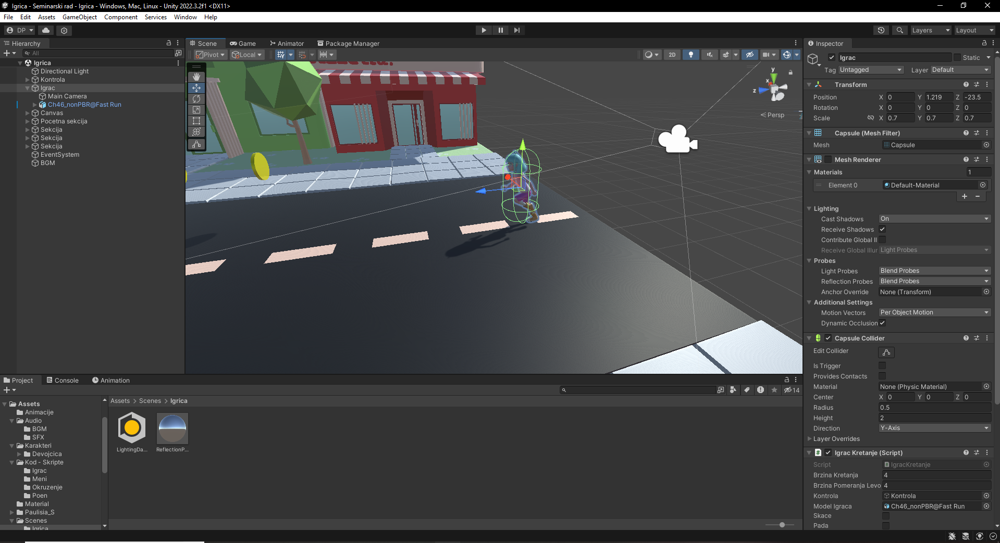 Igrica - Seminarski rad - Igrica - Windows, Mac, Linux - Unity 2022.3.2f1 <DX11>
File Edit Assets GameObject Component Services Window Help
DP
Layers Layout
Hierarchy
All
Igrica
Directional Light
Kontrola
Igrac
Main Camera
Ch46_nonPBR@Fast Run
Canvas
Pocetna sekcija
Sekcija
Sekcija
Sekcija
EventSystem
BGM
Scene Game Animator Package Manager
Pivot Local
2D
y
x
z
Persp
Inspector
Igrac Static
Tag Untagged Layer Default
Transform
Position X 0 Y 1.219 Z -23.5
Rotation X 0 Y 0 Z 0
Scale X 0.7 Y 0.7 Z 0.7
Capsule (Mesh Filter)
Mesh Capsule
Mesh Renderer
Materials 1
Element 0 Default-Material
Lighting
Cast Shadows On
Receive Shadows
Contribute Global Il
Receive Global Illur Light Probes
Probes
Light Probes Blend Probes
Reflection Probes Blend Probes
Anchor Override None (Transform)
Additional Settings
Motion Vectors Per Object Motion
Dynamic Occlusion
Capsule Collider
Edit Collider
Is Trigger
Provides Contacts
Material None (Physic Material)
Center X 0 Y 0 Z 0
Radius 0.5
Height 2
Direction Y-Axis
Layer Overrides
Igrac Kretanje (Script)
Script IgracKretanje
Brzina Kretanja 4
Brzina Pomeranja Levo 4
Kontrola Kontrola
Model Igraca Ch46_nonPBR@Fast Run
Skace
Pada
Project Console Animation
14
Assets
Animacije
Audio
BGM
SFX
Karakteri
Devojcica
Kod - Skripte
Igrac
Meni
Okruzenje
Poen
Material
Paulisia_S
Scenes
Igrica
Assets > Scenes > Igrica
LightingDa...
ReflectionP...